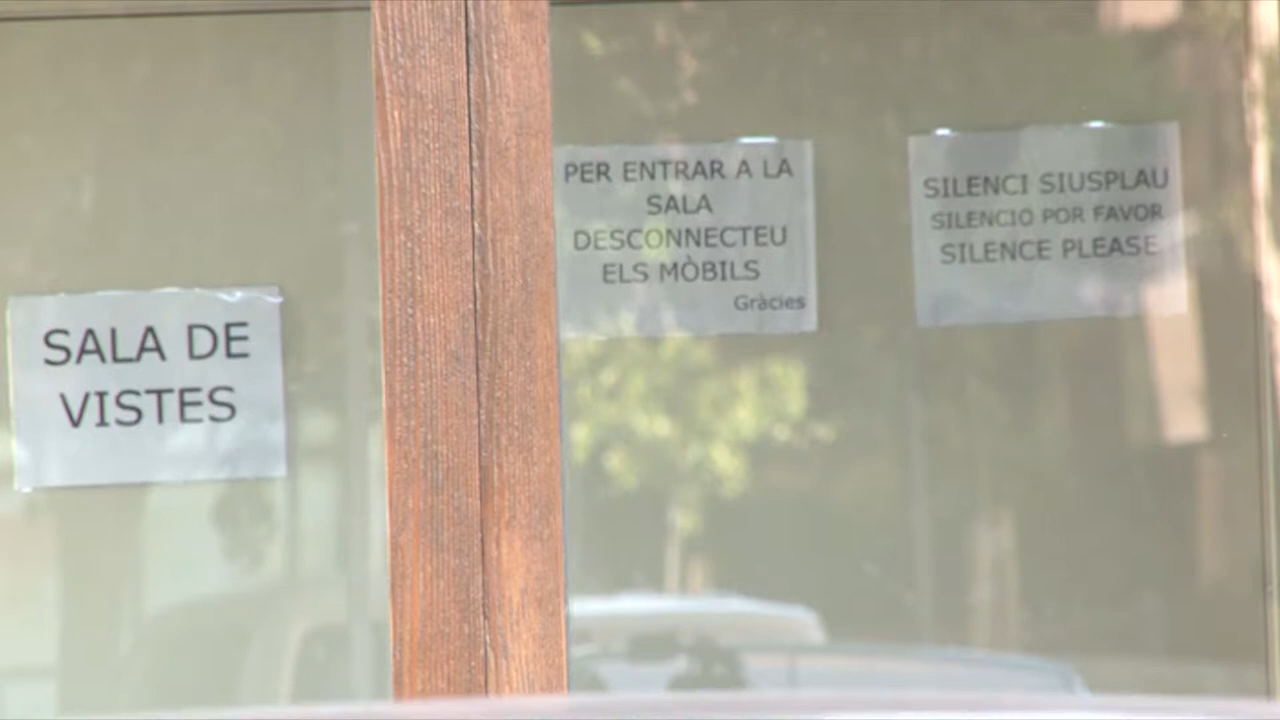 SALA DE
VISTES
PER ENTRAR A LA
SALA
DESCONNECTEU
ELS MÒBILS
Gràcies
SILENCI SIUSPLAU
SILENCIO POR FAVOR
SILENCE PLEASE